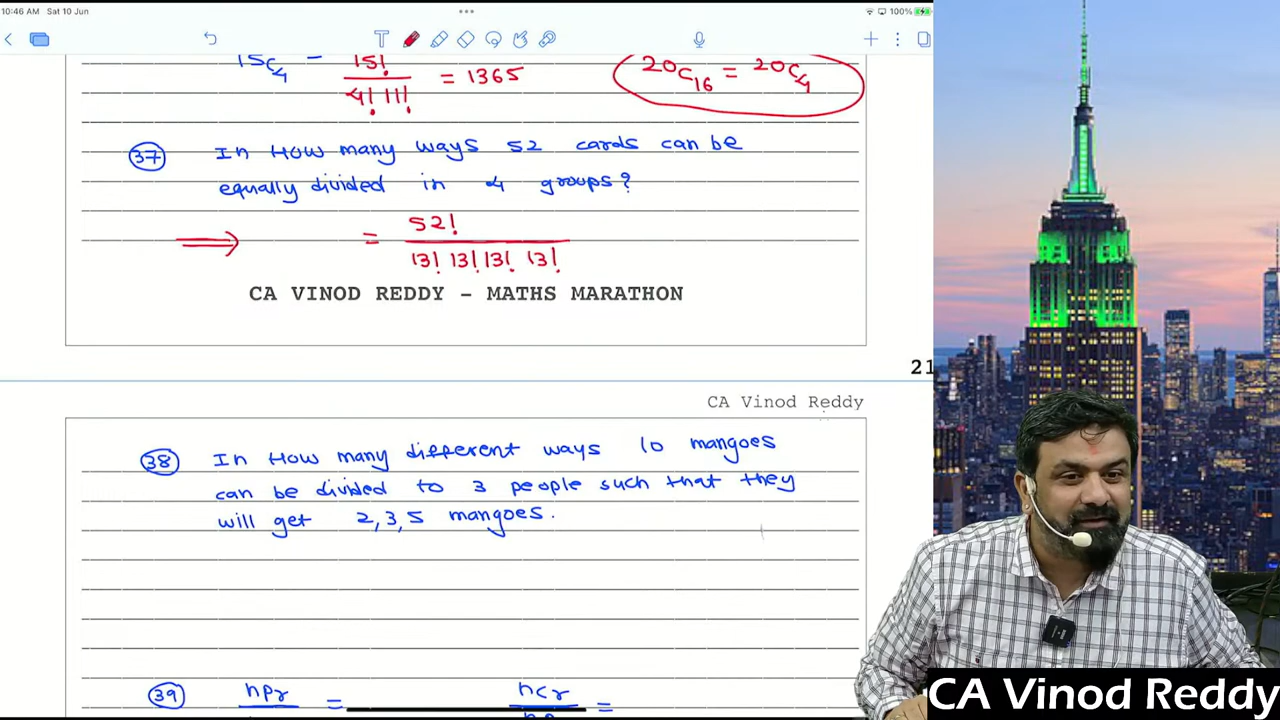 10:46 AM Sat 10 Jun
100%
15C4 = 15! / 4! 11! = 1365
20C16 = 20C4
37 In How many ways 52 cards can be
equally divided in 4 groups?
= 52! / 13! 13! 13! 13!
CA VINOD REDDY - MATHS MARATHON
21
CA Vinod Reddy
38 In How many different ways 10 mangoes
can be divided to 3 people such that they
will get 2,3,5 mangoes.
39 nPr = nCr =
CA Vinod Reddy